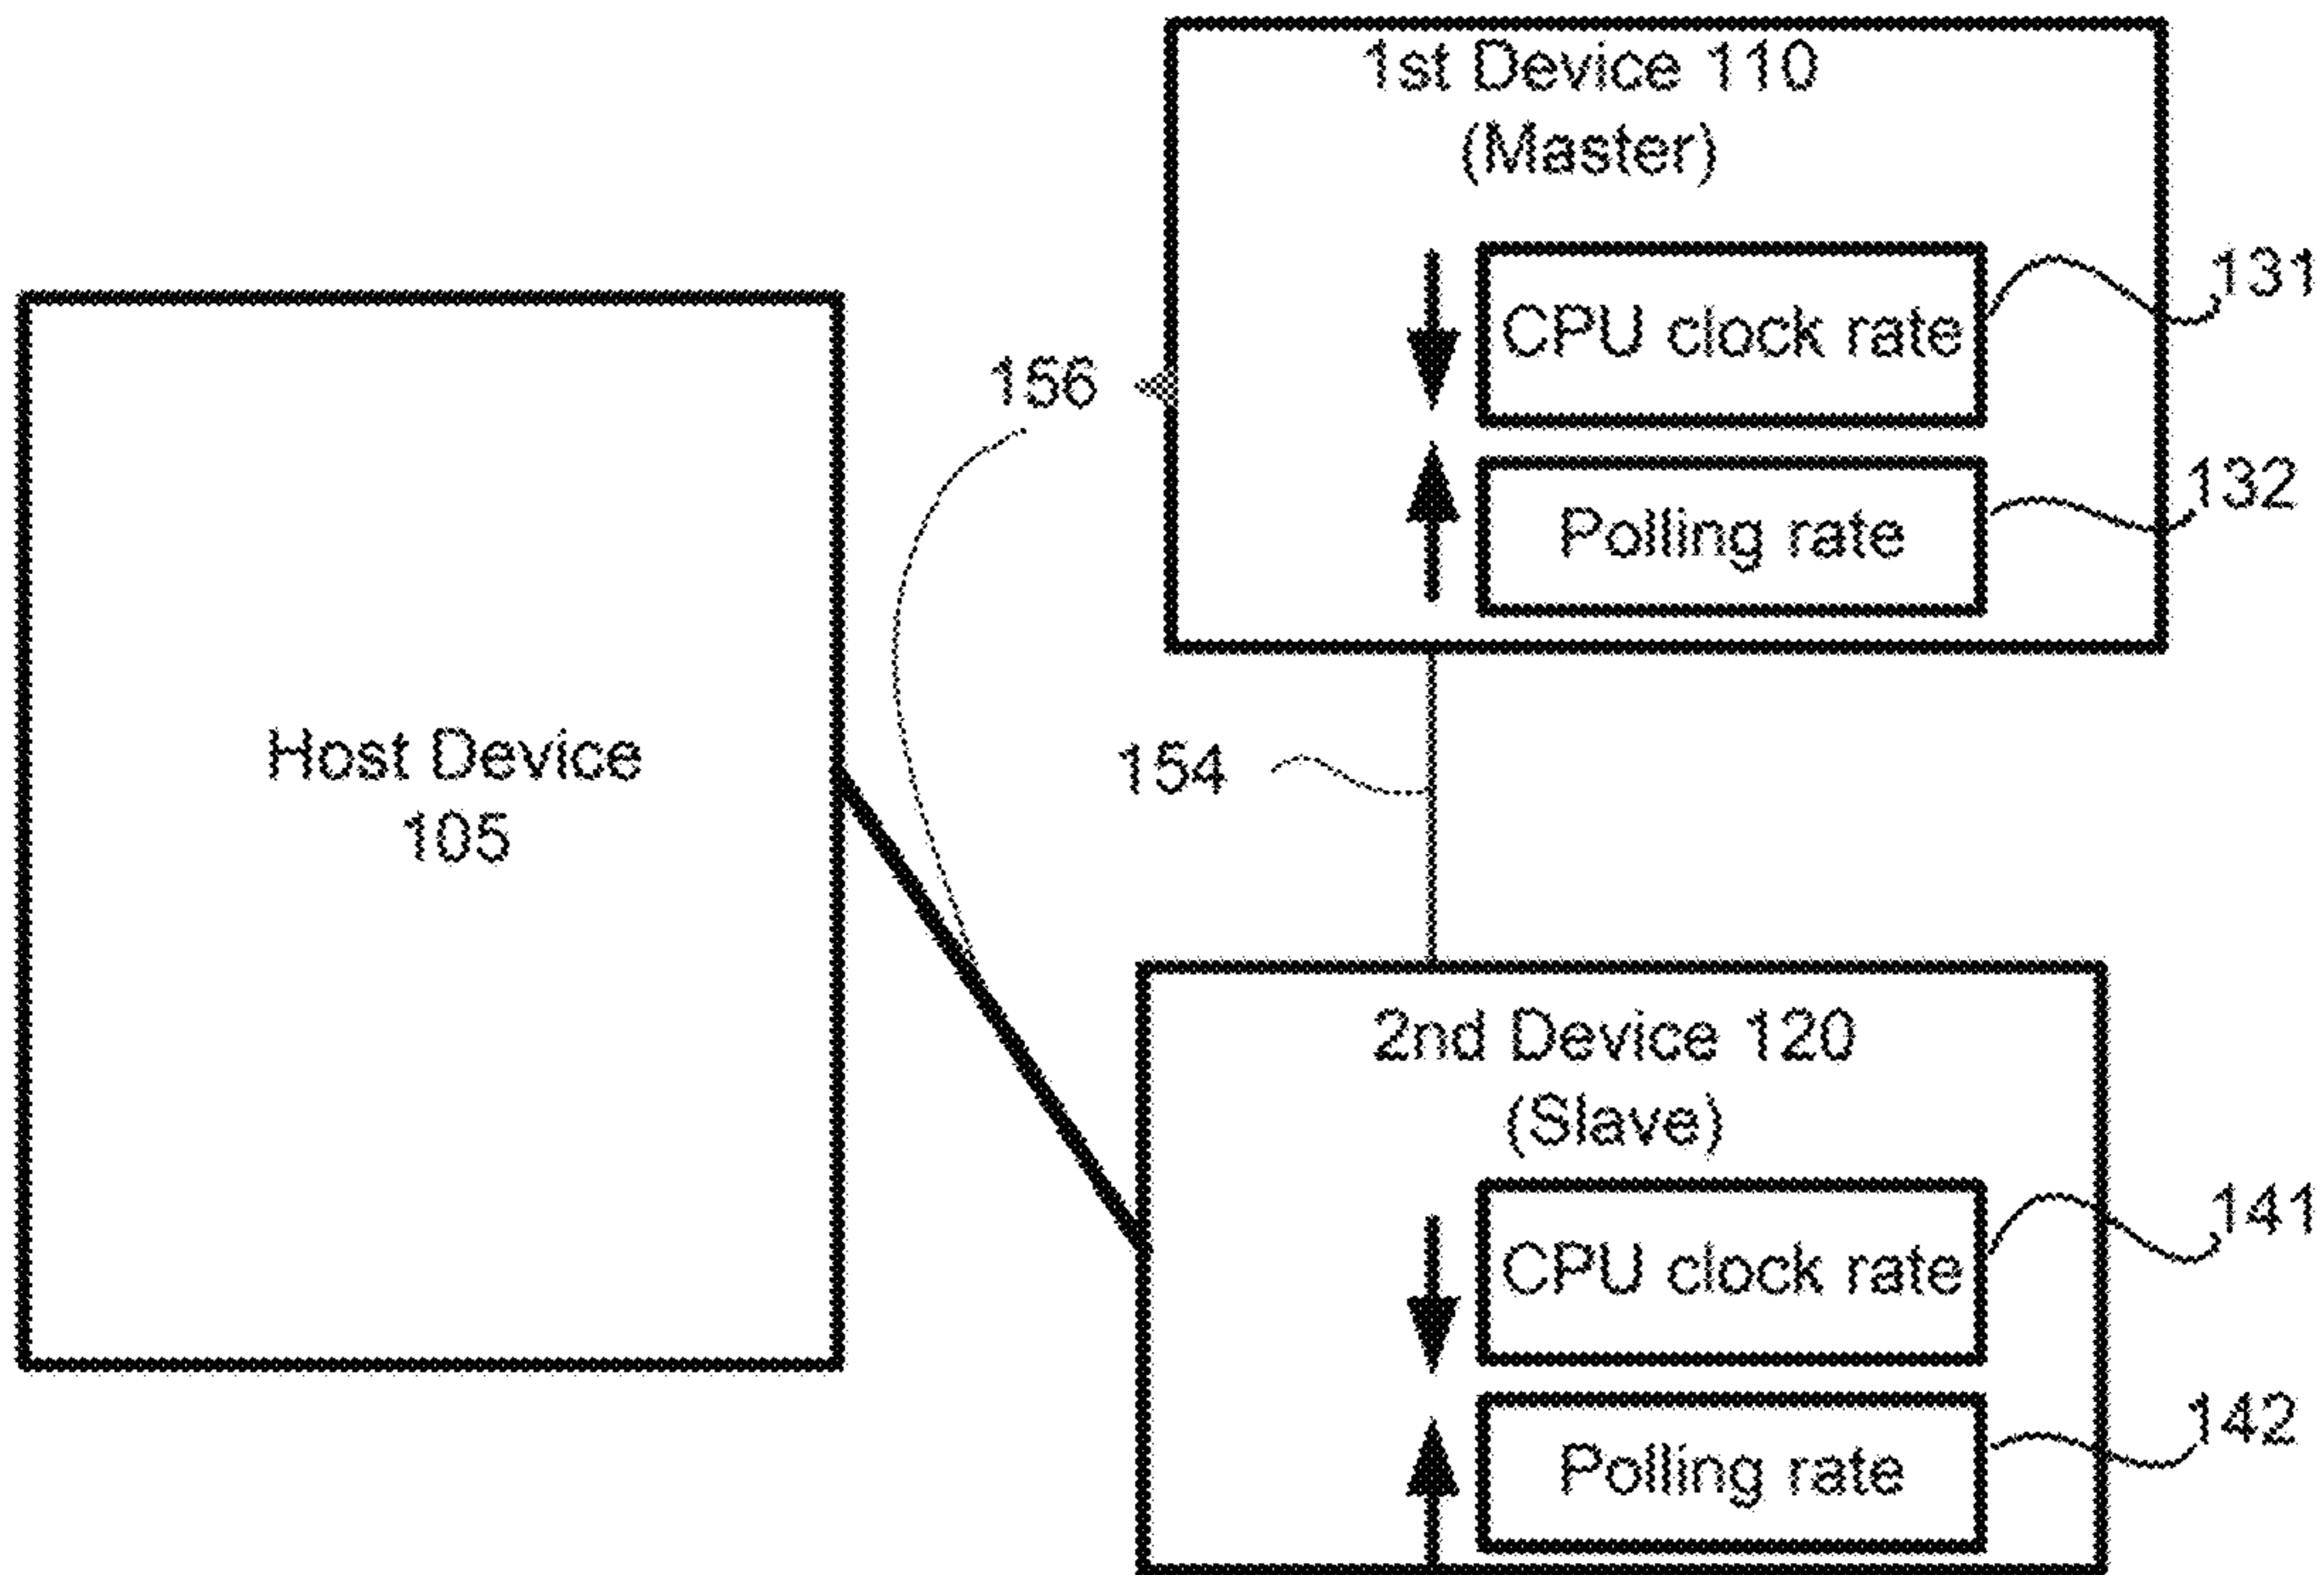 1st Device 110
(Master)
CPU clock rate
131
Polling rate
132
156
Host Device
105
154
2nd Device 120
(Slave)
CPU clock rate
141
Polling rate
142